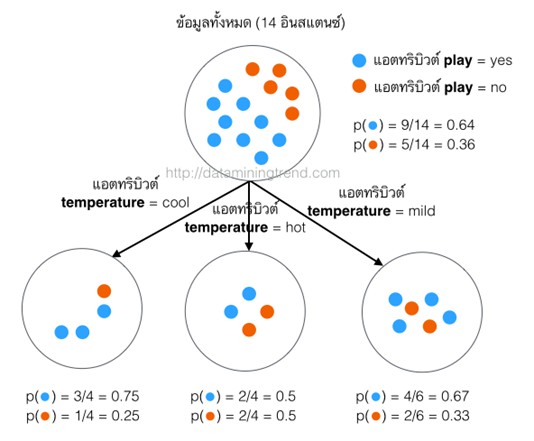 ข้อมูลทั้งหมด (14 อินสแตนซ์)
แอตทริบิวต์ play = yes
แอตทริบิวต์ play = no
p(●) = 9/14 = 0.64
p(●) = 5/14 = 0.36
http://dataminingtrend.com
แอตทริบิวต์
temperature = cool
แอตทริบิวต์
temperature = hot
แอตทริบิวต์
temperature = mild
p(●) = 3/4 = 0.75
p(●) = 1/4 = 0.25
p(●) = 2/4 = 0.5
p(●) = 2/4 = 0.5
p(●) = 4/6 = 0.67
p(●) = 2/6 = 0.33